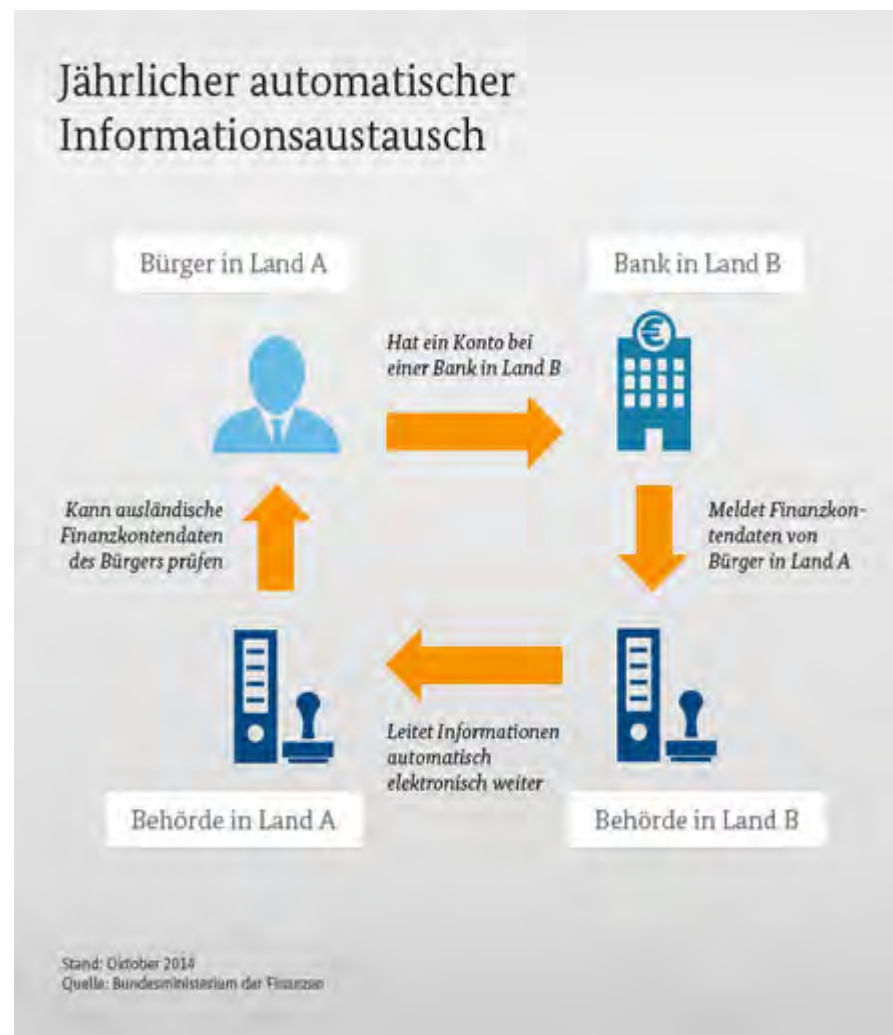 Jährlicher automatischer
Informationsaustausch
Bürger in Land A
Bank in Land B
Hat ein Konto bei
einer Bank in Land B
Kann ausländische
Finanzkontendaten
des Bürgers prüfen
Meldet Finanzkon-
tendaten von
Bürger in Land A
Leitet Informationen
automatisch
elektronisch weiter
Behörde in Land A
Behörde in Land B
Stand: Oktober 2014
Quelle: Bundesministerium der Finanzen